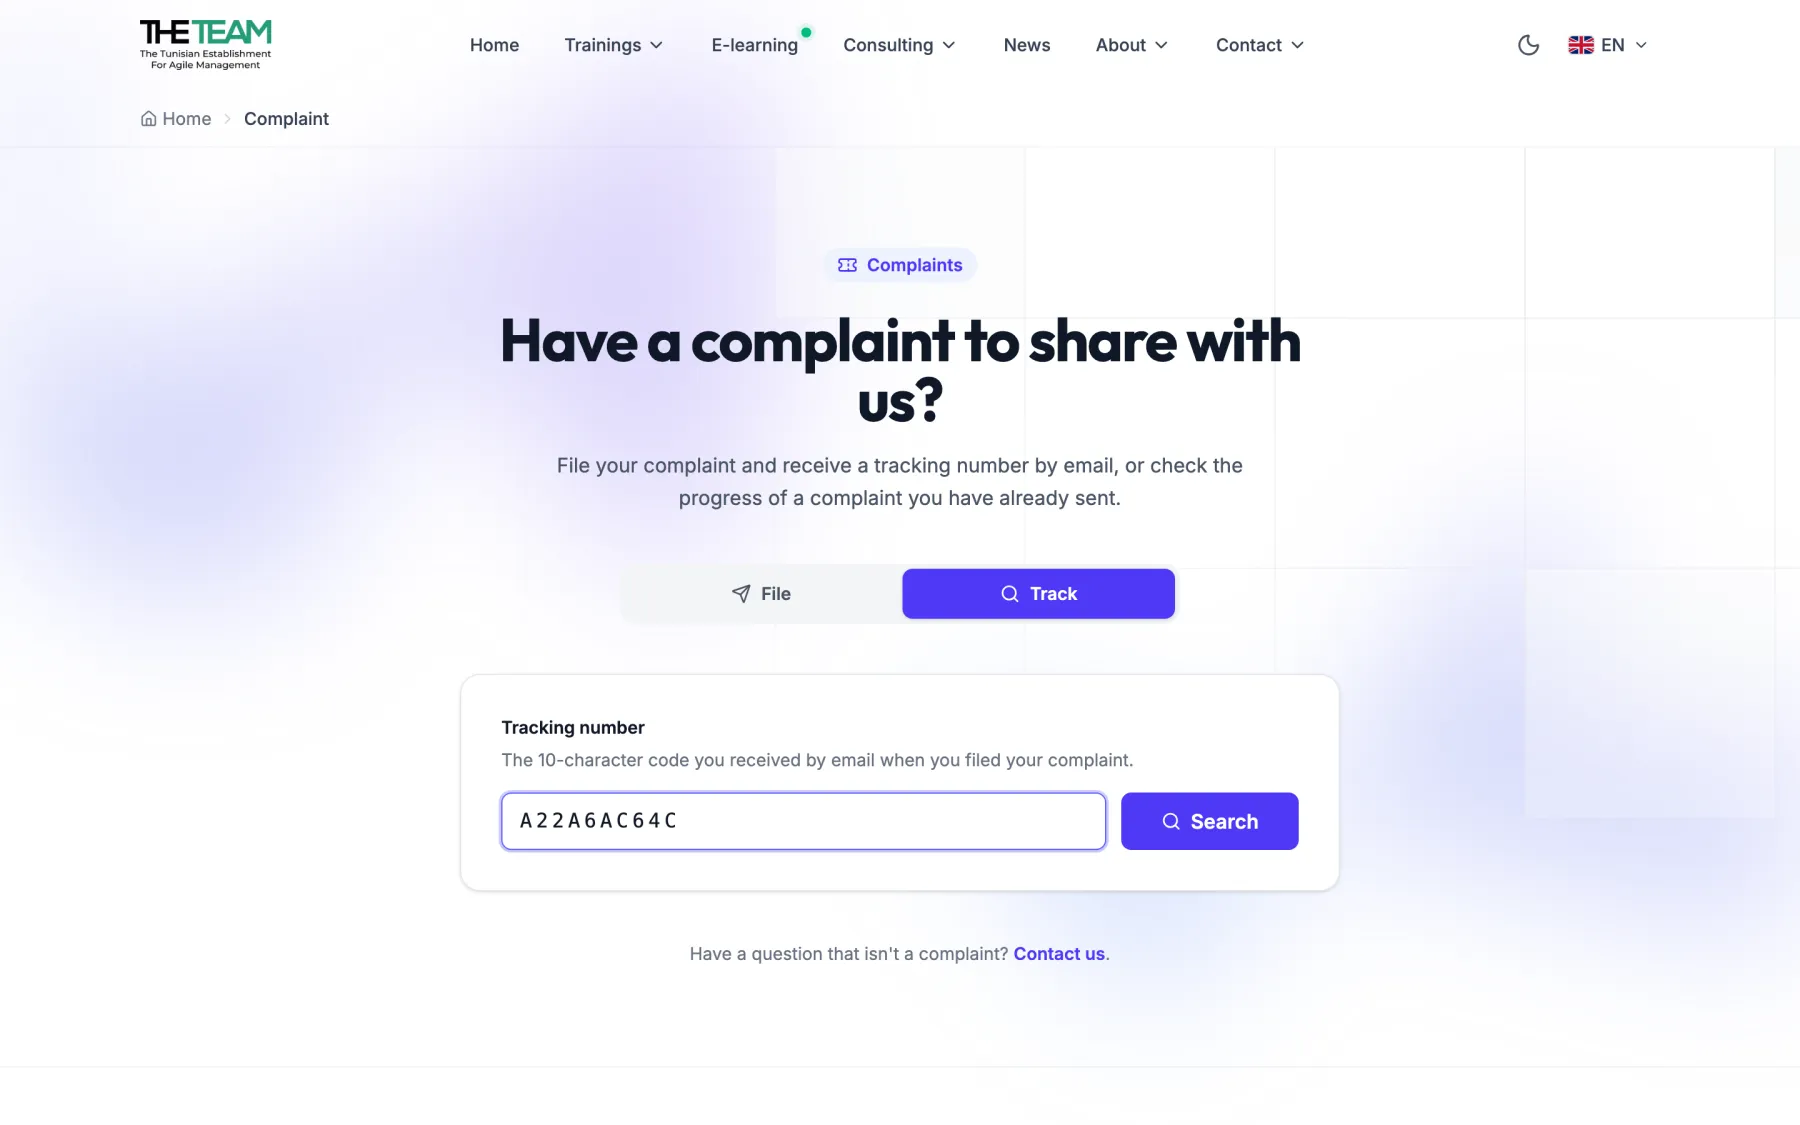 THETEAM
The Tunisian Establishment
For Agile Management
Home
Trainings
E-learning
Consulting
News
About
Contact
EN
Home
Complaint
Complaints
Have a complaint to share with
us?
File your complaint and receive a tracking number by email, or check the
progress of a complaint you have already sent.
File
Track
Tracking number
The 10-character code you received by email when you filed your complaint.
A22A6AC64C
Search
Have a question that isn't a complaint? Contact us.